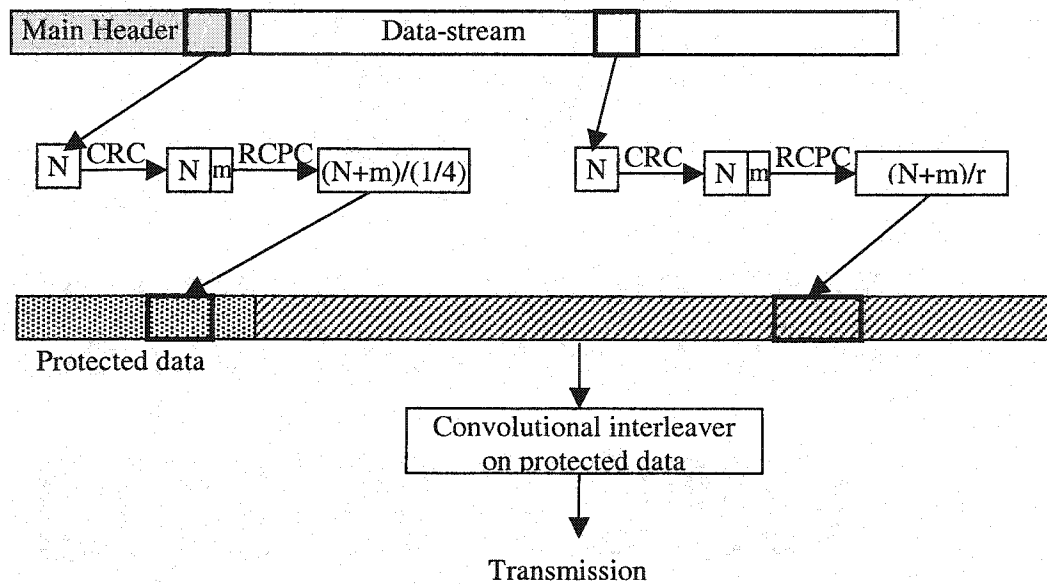 Main Header Data-stream
N CRC N m RCPC (N+m)/(1/4) N CRC N m RCPC (N+m)/r
Protected data
Convolutional interleaver
on protected data
Transmission